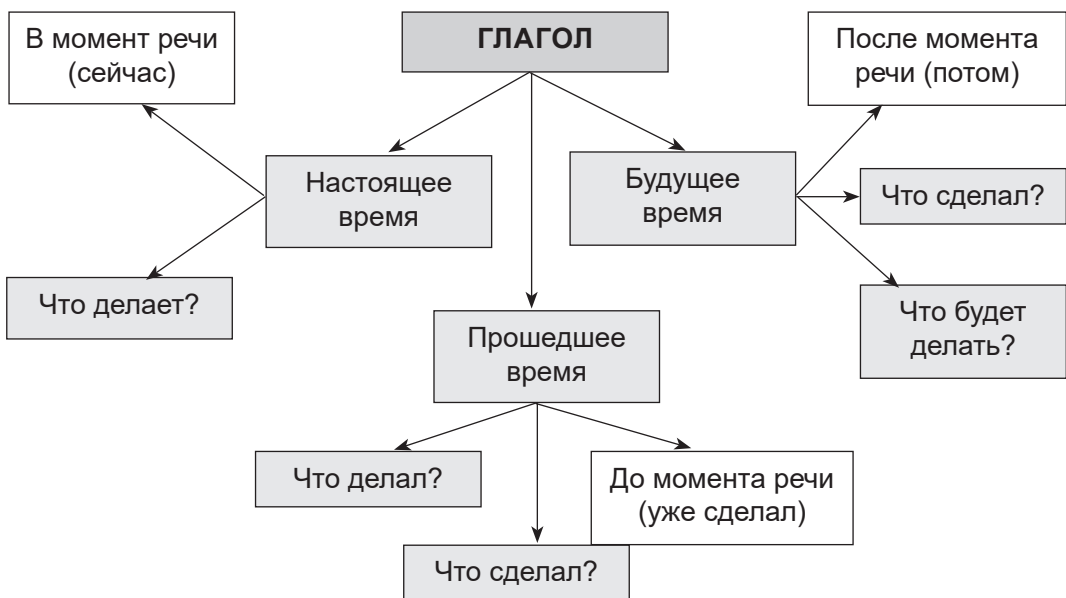 В момент речи
(сейчас)
ГЛАГОЛ
После момента
речи (потом)
Настоящее
время
Будущее
время
Что сделал?
Что делает?
Что будет
делать?
Прошедшее
время
Что делал?
До момента речи
(уже сделал)
Что сделал?